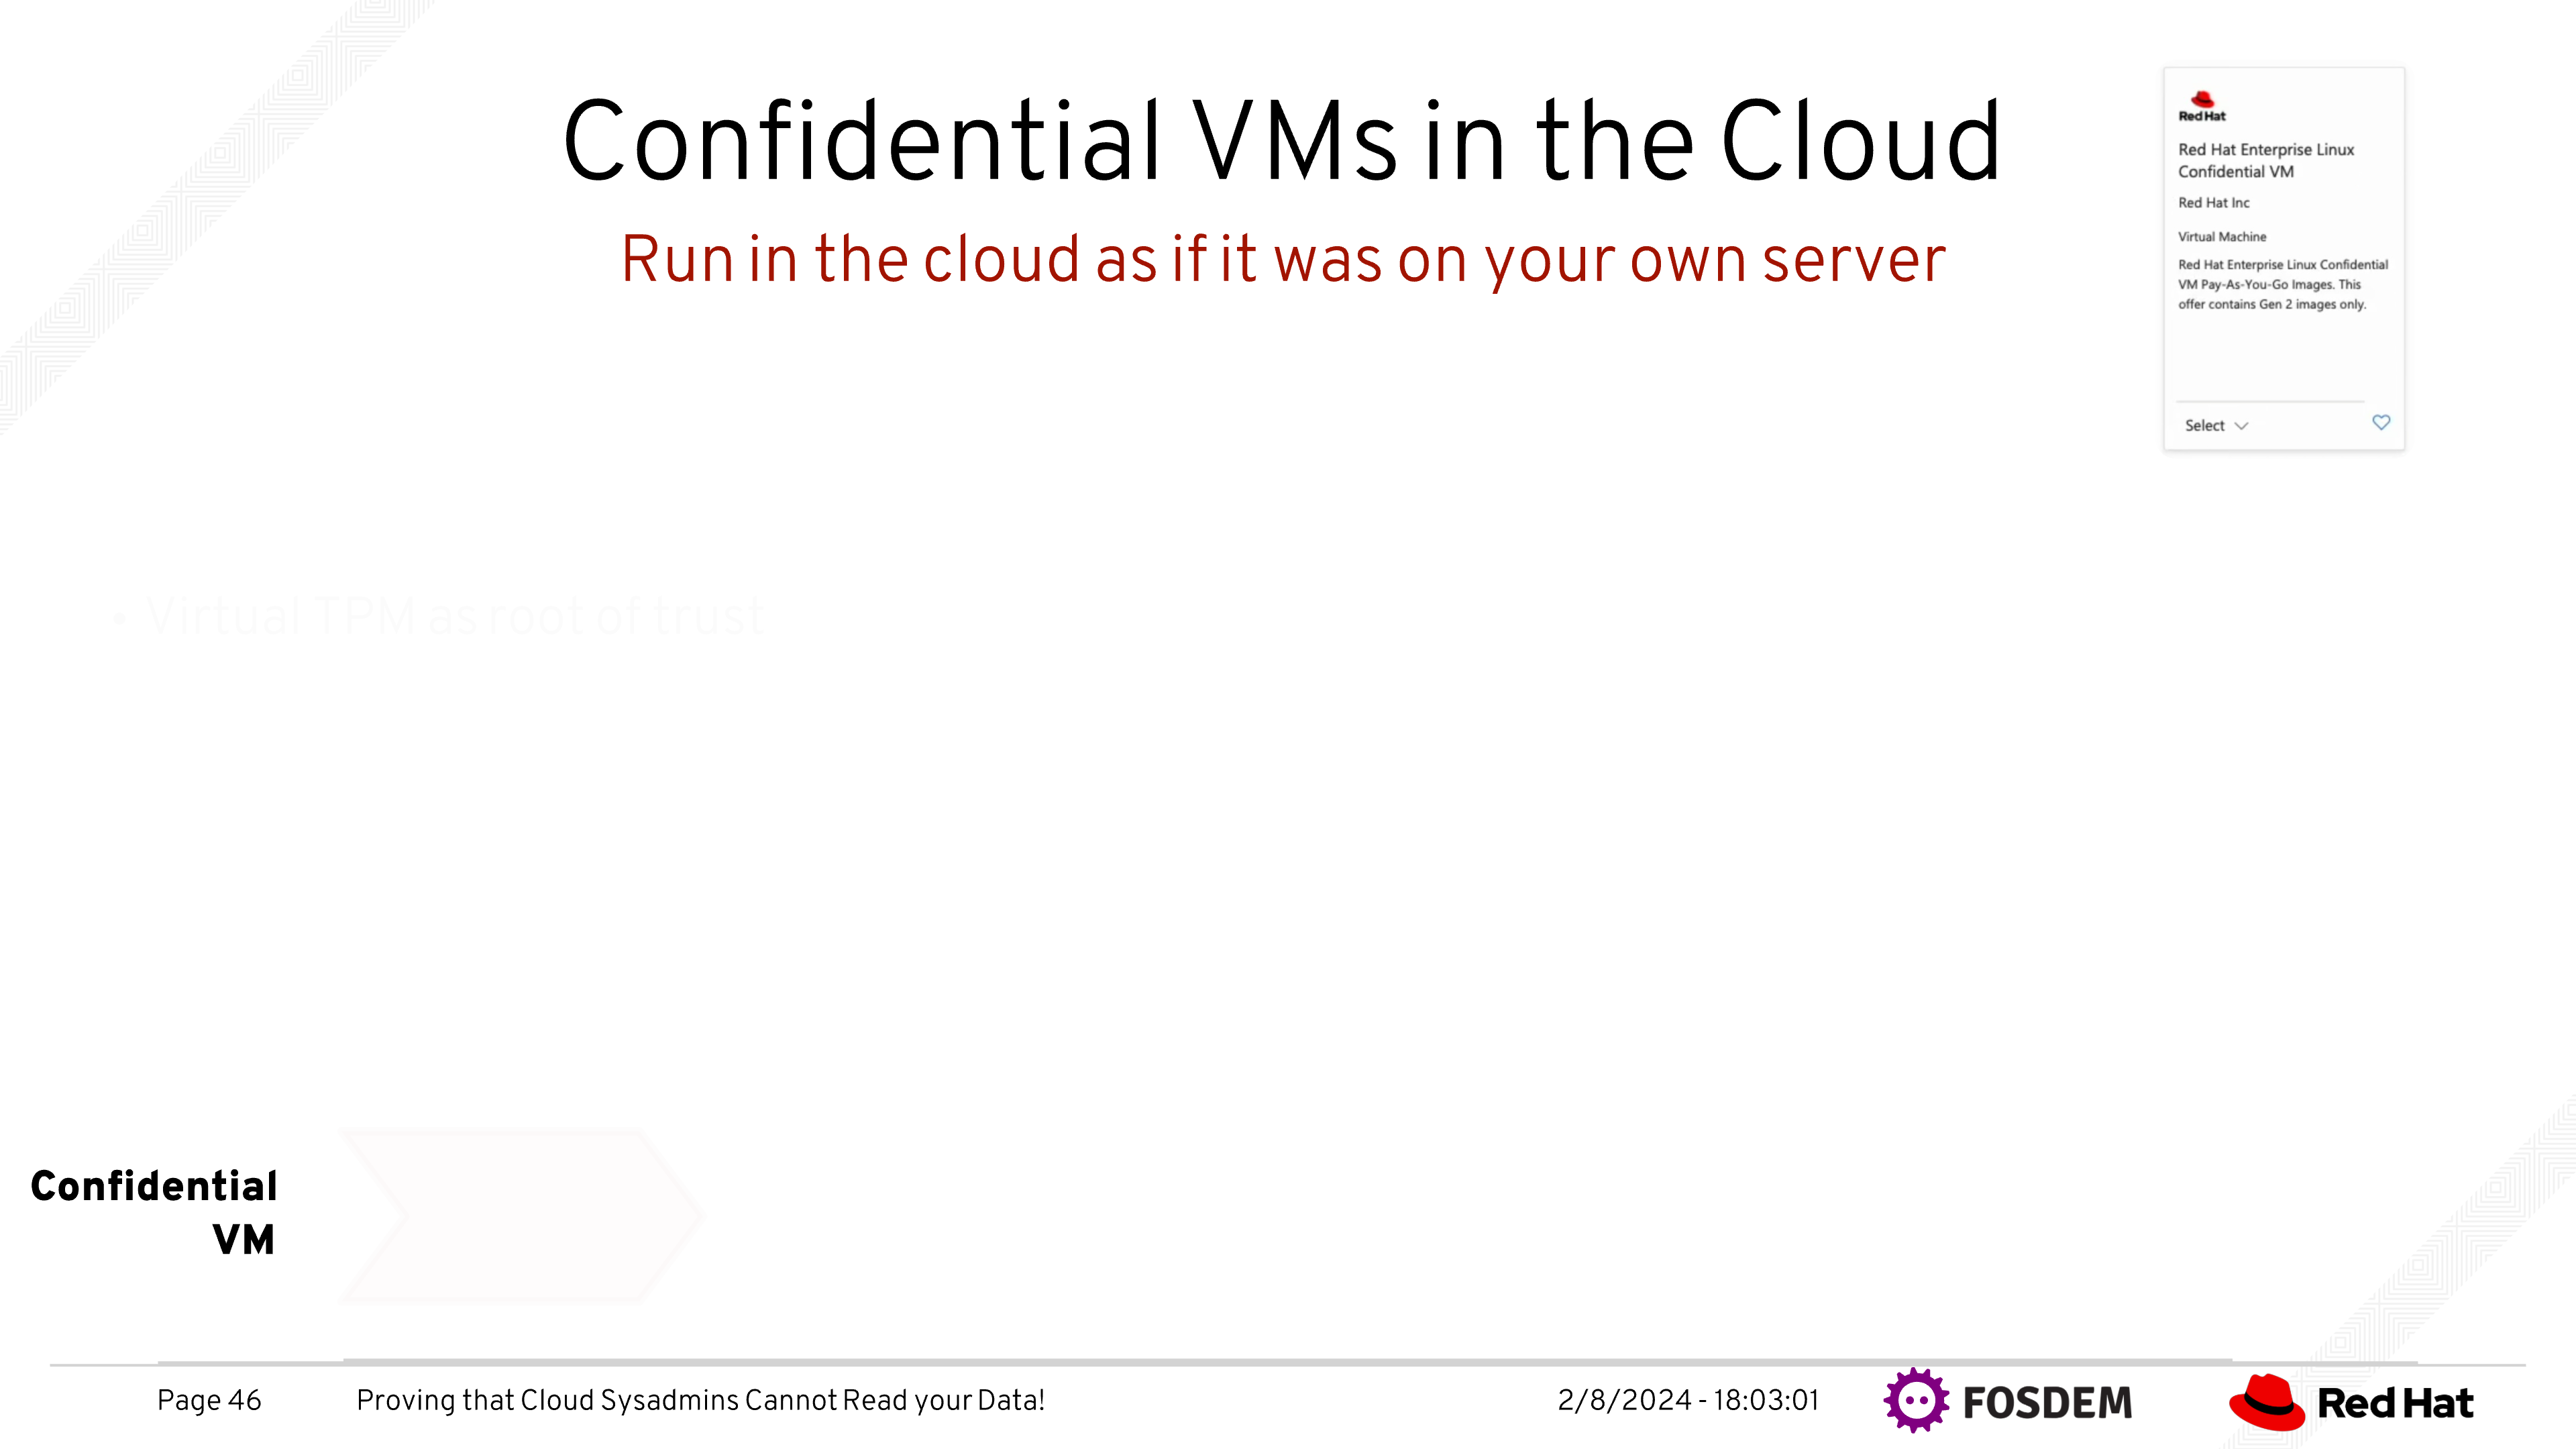 Confidential VMs in the Cloud
Run in the cloud as if it was on your own server
Red Hat
Red Hat Enterprise Linux
Confidential VM
Red Hat Inc
Virtual Machine
Red Hat Enterprise Linux Confidential
VM Pay-As-You-Go Images. This
offer contains Gen 2 images only.
Select
• Virtual TPM as root of trust
Confidential
VM
Page 46
Proving that Cloud Sysadmins Cannot Read your Data!
2/8/2024 - 18:03:01
FOSDEM
Red Hat